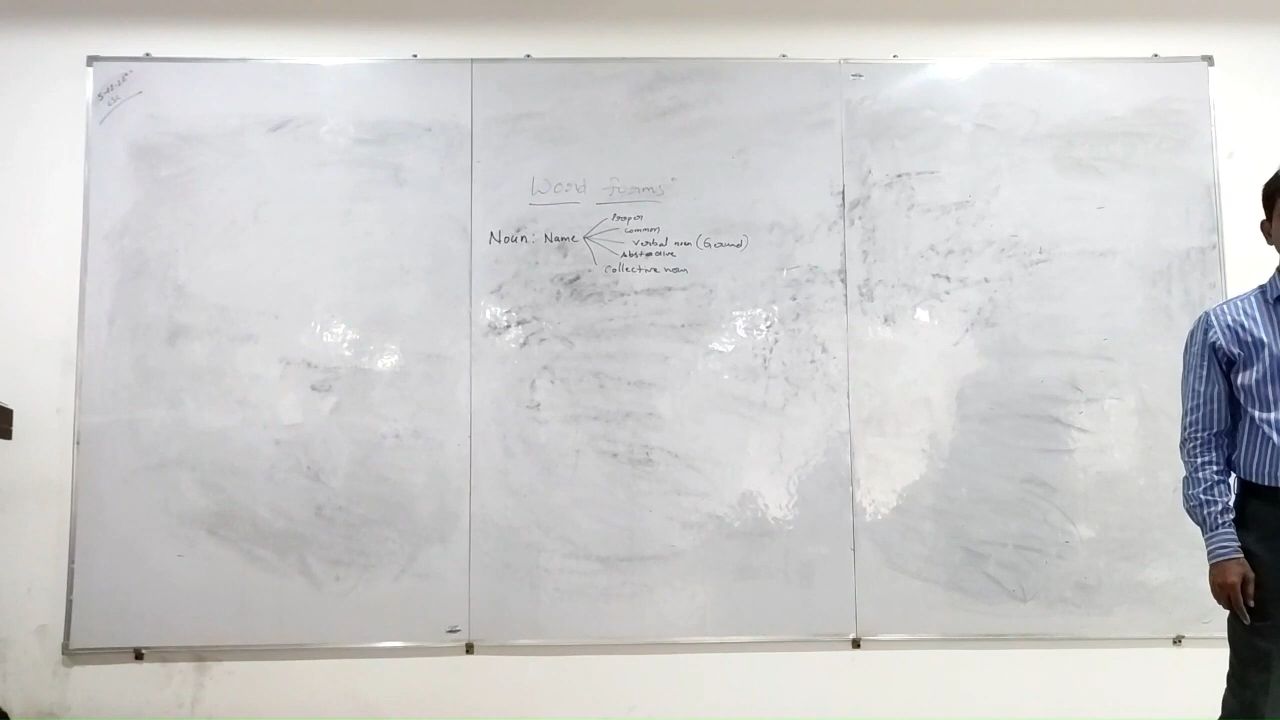 Word forms
Noun: Name
Proper
Common
Verbal noun (Gerund)
Abstractive
Collective noun